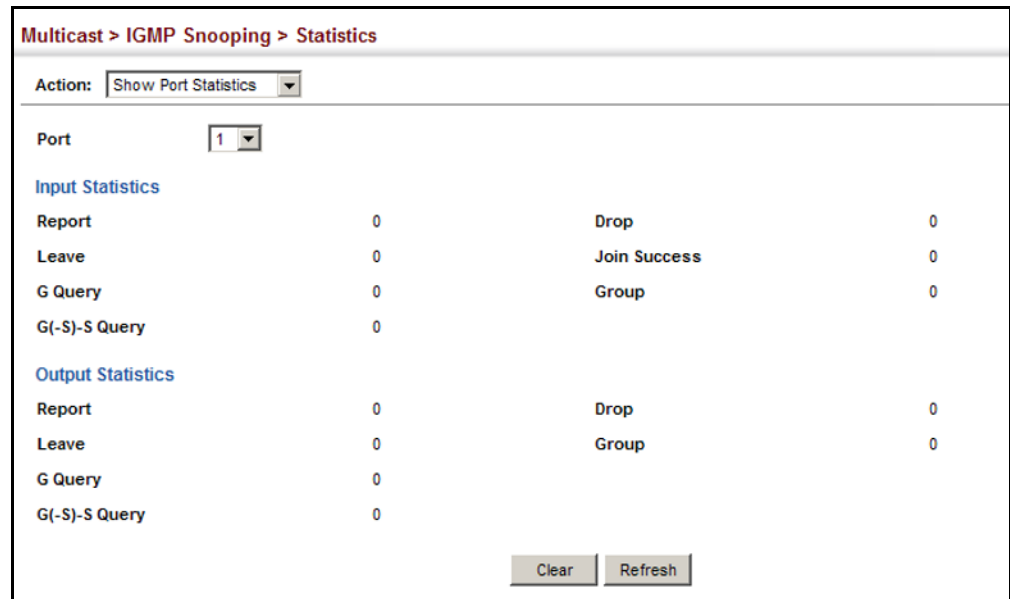 Multicast > IGMP Snooping > Statistics
Action: Show Port Statistics
Port 1
Input Statistics
Report 0 Drop 0
Leave 0 Join Success 0
G Query 0 Group 0
G(-S)-S Query 0
Output Statistics
Report 0 Drop 0
Leave 0 Group 0
G Query 0
G(-S)-S Query 0
Clear Refresh